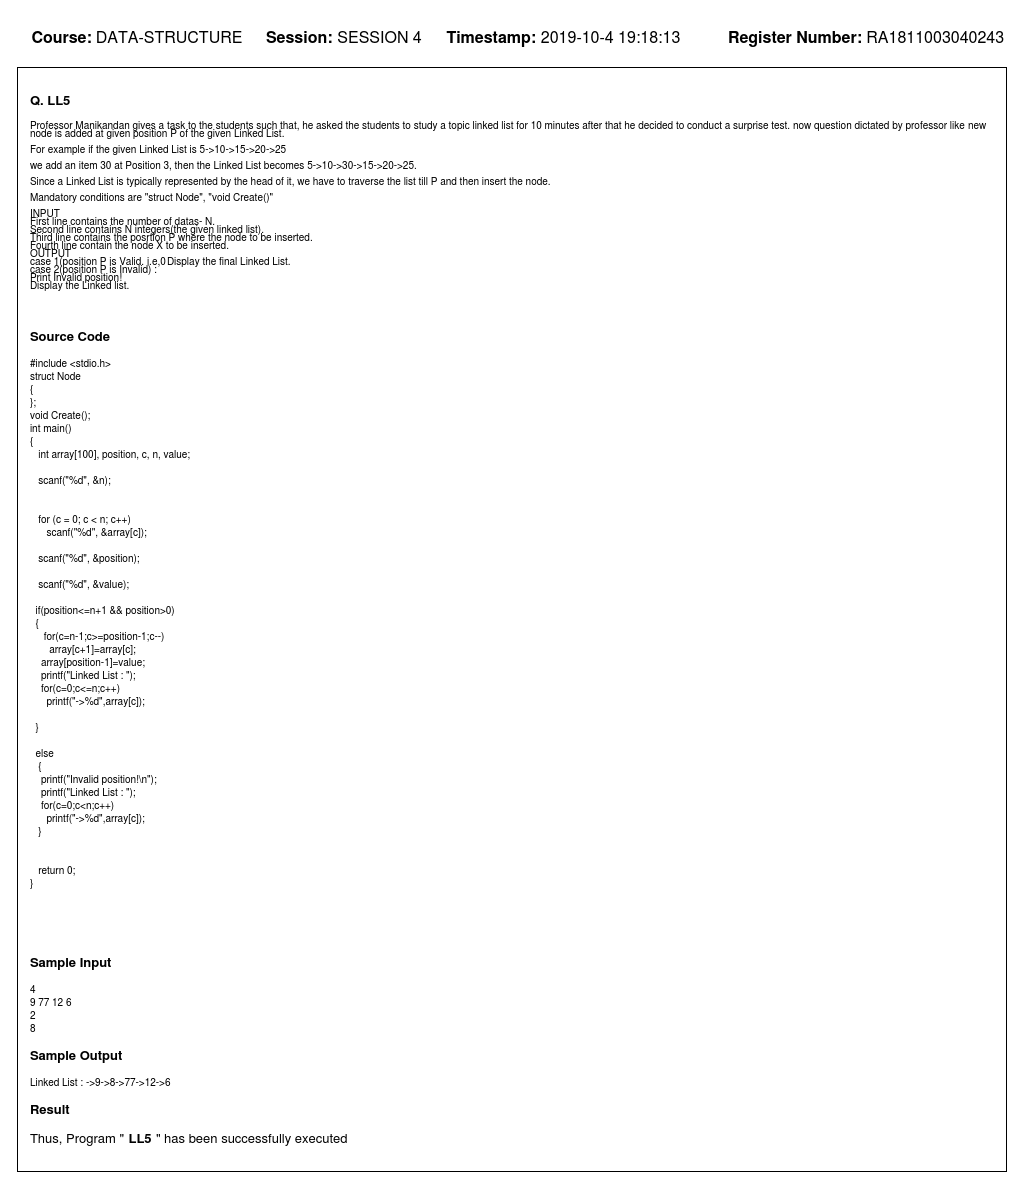 Course: DATA-STRUCTURE Session: SESSION 4 Timestamp: 2019-10-4 19:18:13 Register Number: RA1811003040243
Q. LL5
Professor Manikandan gives a task to the students such that, he asked the students to study a topic linked list for 10 minutes after that he decided to conduct a surprise test. now question dictated by professor like new
node is added at given position P of the given Linked List.
For example if the given Linked List is 5->10->15->20->25
we add an item 30 at Position 3, then the Linked List becomes 5->10->30->15->20->25.
Since a Linked List is typically represented by the head of it, we have to traverse the list till P and then insert the node.
Mandatory conditions are "struct Node", "void Create()"
INPUT
First line contains the number of datas- N.
Second line contains N integers(the given linked list).
Third line contains the position P where the node to be inserted.
Fourth line contain the node X to be inserted.
OUTPUT
case 1(position P is Valid. i.e.0 Display the final Linked List.
case 2(position P is Invalid) :
Print Invalid position!
Display the Linked list.
Source Code
#include <stdio.h>
struct Node
{
};
void Create();
int main()
{
int array[100], position, c, n, value;
scanf("%d", &n);
for (c = 0; c < n; c++)
scanf("%d", &array[c]);
scanf("%d", &position);
scanf("%d", &value);
if(position<=n+1 && position>0)
{
for(c=n-1;c>=position-1;c--)
array[c+1]=array[c];
array[position-1]=value;
printf("Linked List : ");
for(c=0;c<=n;c++)
printf("->%d",array[c]);
}
else
{
printf("Invalid position!\n");
printf("Linked List : ");
for(c=0;c<n;c++)
printf("->%d",array[c]);
}
return 0;
}
Sample Input
4
9 77 12 6
2
8
Sample Output
Linked List : ->9->8->77->12->6
Result
Thus, Program " LL5 " has been successfully executed